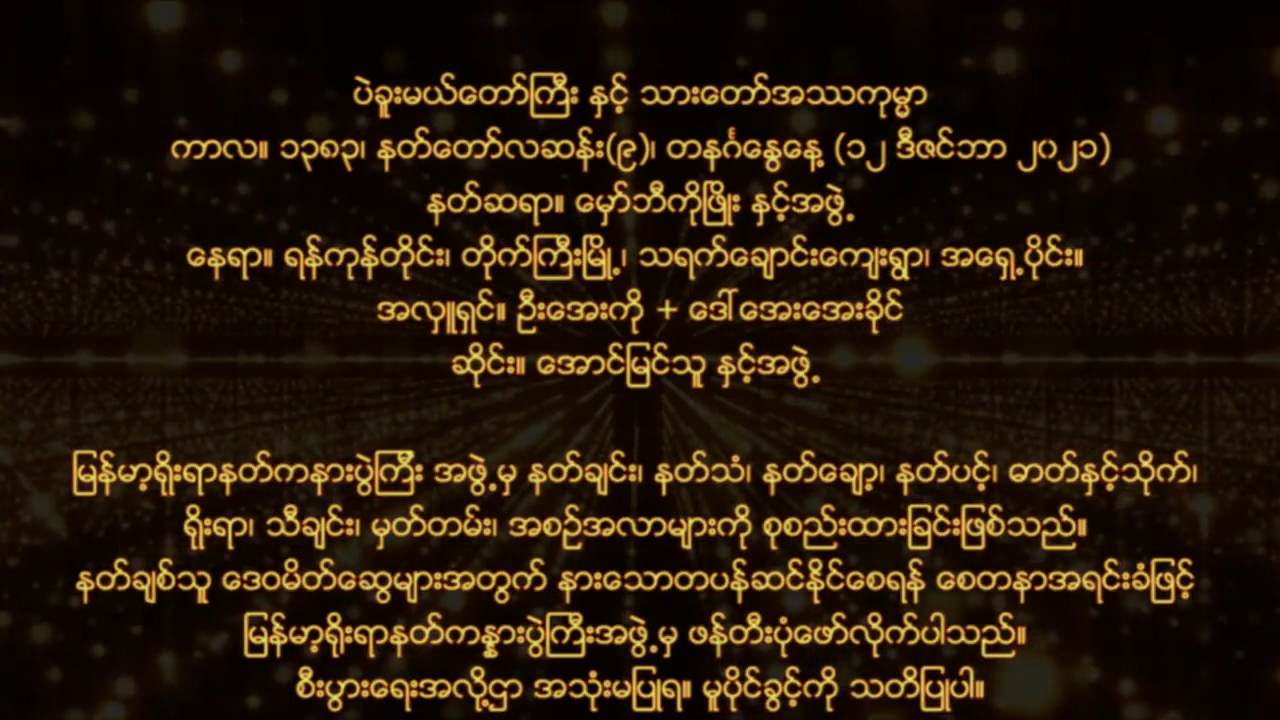 ပဲခူးမယ်တော်ကြီး နှင့် သားတော်အဿကုမ္မာ
ကာလ။ ၁၃၈၃၊ နတ်တော်လဆန်း(၉)၊ တနင်္ဂနွေနေ့ (၁၂ ဒီဇင်ဘာ ၂၀၂၁)
နတ်ဆရာ။ မှော်ဘီကိုဖြိုး နှင့်အဖွဲ့
နေရာ။ ရန်ကုန်တိုင်း၊ တိုက်ကြီးမြို့၊ သရက်ချောင်းကျေးရွာ၊ အရှေ့ပိုင်း။
အလှူရှင်။ ဦးအေးကို + ဒေါ်အေးအေးခိုင်
ဆိုင်း။ အောင်မြင်သူ နှင့်အဖွဲ့
မြန်မာ့ရိုးရာနတ်ကနားပွဲကြီး အဖွဲ့မှ နတ်ချင်း၊ နတ်သံ၊ နတ်ချော့၊ နတ်ပင့်၊ ဓာတ်နှင့်သိုက်၊
ရိုးရာ၊ သီချင်း၊ မှတ်တမ်း၊ အစဉ်အလာများကို စုစည်းထားခြင်းဖြစ်သည်။
နတ်ချစ်သူ ဒေဝမိတ်ဆွေများအတွက် နားသောတပန်ဆင်နိုင်စေရန် စေတနာအရင်းခံဖြင့်
မြန်မာ့ရိုးရာနတ်ကန္နားပွဲကြီးအဖွဲ့မှ ဖန်တီးပုံဖော်လိုက်ပါသည်။
စီးပွားရေးအလို့ဌာ အသုံးမပြုရ။ မူပိုင်ခွင့်ကို သတိပြုပါ။